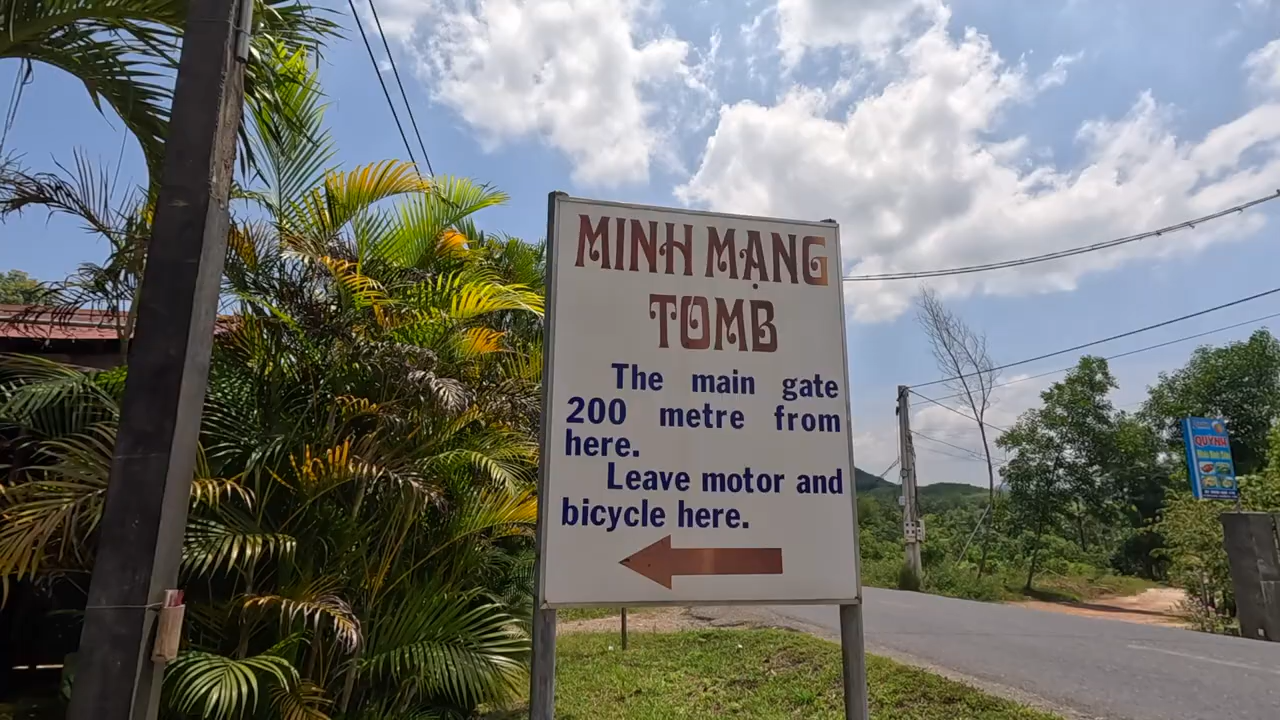 MINH MẠNG
TOMB
The main gate
200 metre from
here.
Leave motor and
bicycle here.
QUỲNH